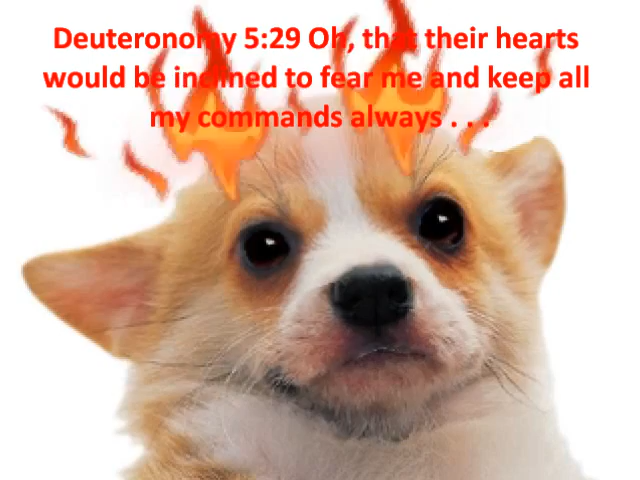 Deuteronomy 5:29 Oh, that their hearts
would be inclined to fear me and keep all
my commands always . . .